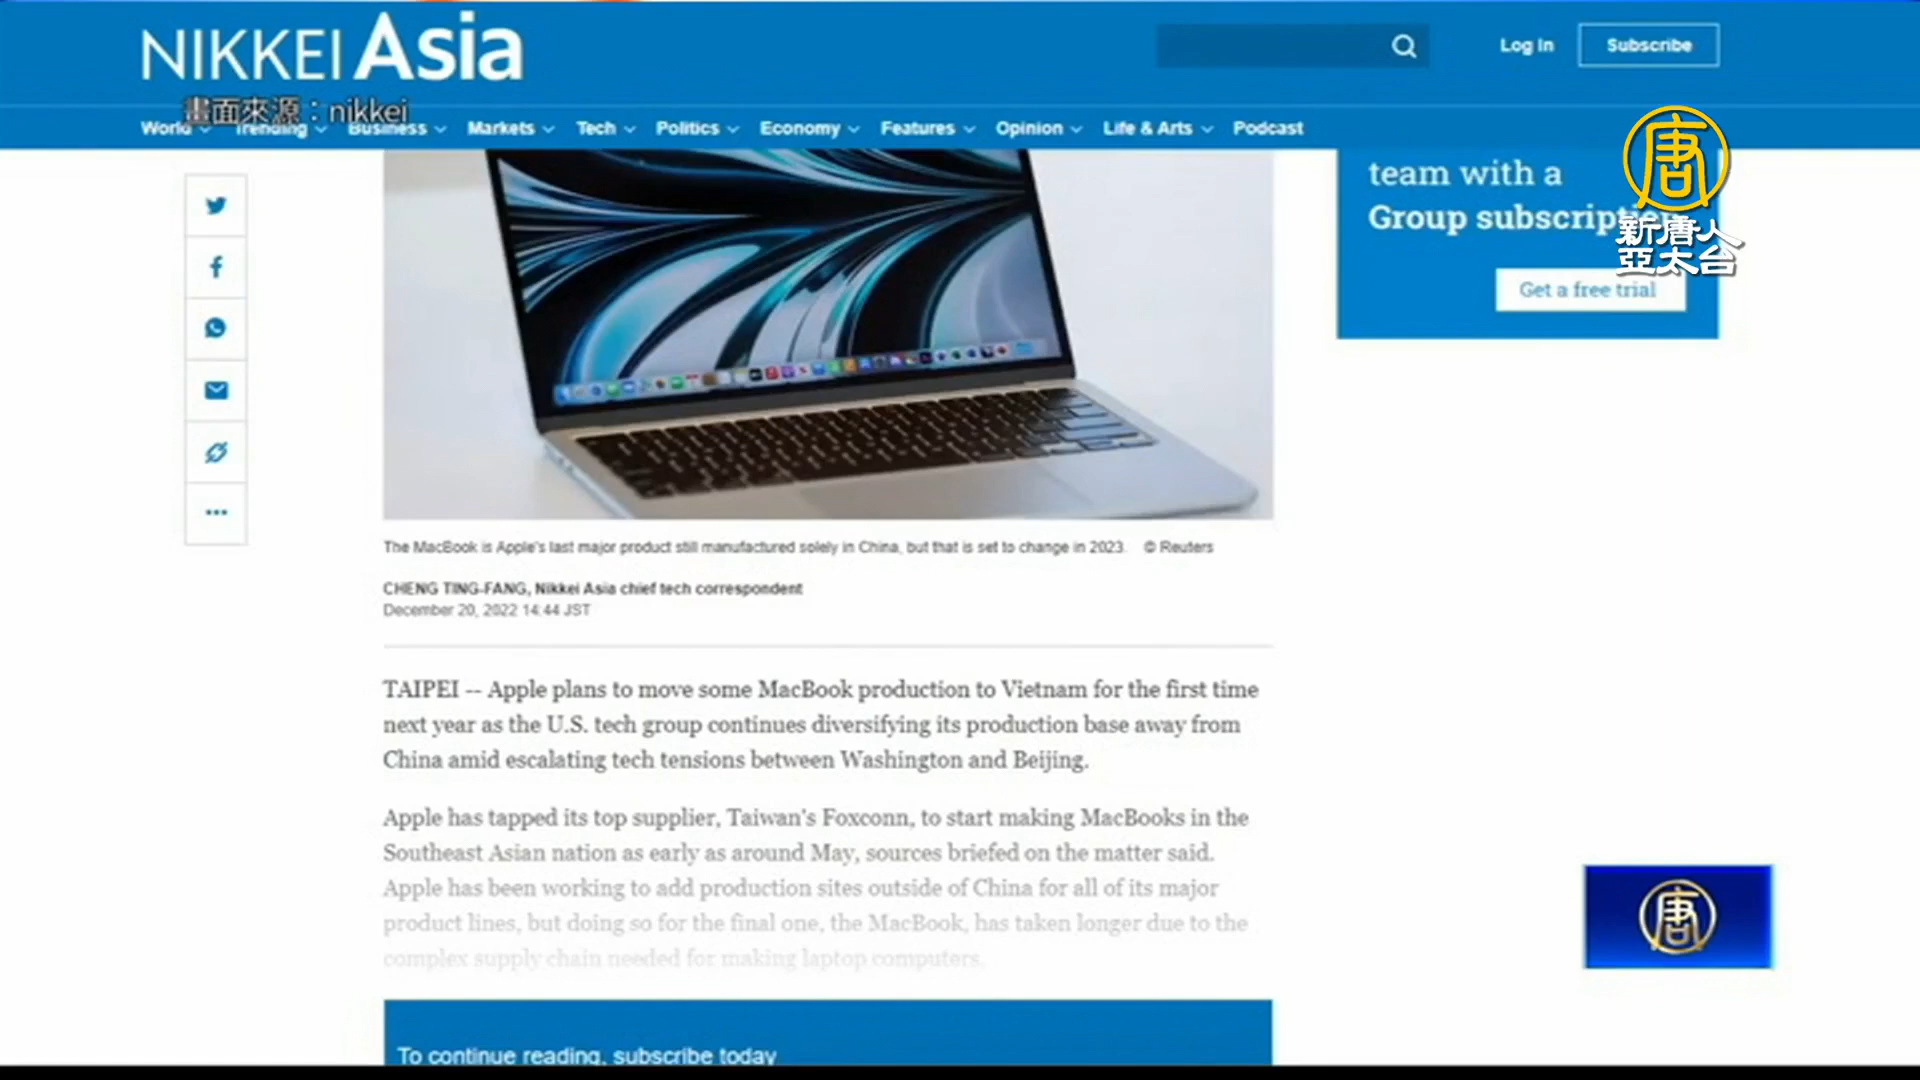 NIKKEI Asia
Log In
Subscribe
畫面來源：nikkei
World Trending Business Markets Tech Politics Economy Features Opinion Life & Arts Podcast
team with a
Group subscription
Get a free trial
唐
新唐人
亞太台
The MacBook is Apple's last major product still manufactured solely in China, but that is set to change in 2023. © Reuters
CHENG TING-FANG, Nikkei Asia chief tech correspondent
December 20, 2022 14:44 JST
TAIPEI -- Apple plans to move some MacBook production to Vietnam for the first time
next year as the U.S. tech group continues diversifying its production base away from
China amid escalating tech tensions between Washington and Beijing.
Apple has tapped its top supplier, Taiwan's Foxconn, to start making MacBooks in the
Southeast Asian nation as early as around May, sources briefed on the matter said.
Apple has been working to add production sites outside of China for all of its major
product lines, but doing so for the final one, the MacBook, has taken longer due to the
complex supply chain needed for making laptop computers.
唐
To continue reading, subscribe today